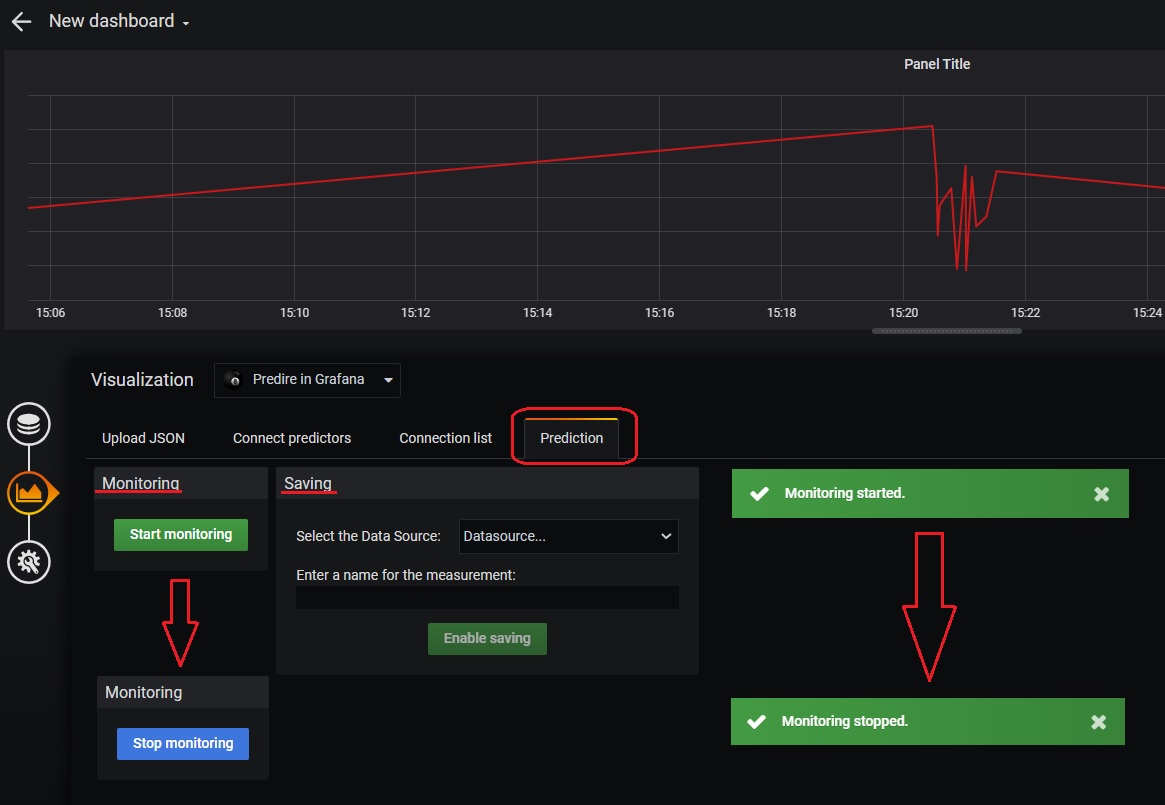 New dashboard
Panel Title
15:06 15:08 15:10 15:12 15:14 15:16 15:18 15:20 15:22 15:24
Visualization Predire in Grafana
Upload JSON Connect predictors Connection list Prediction
Monitoring
Start monitoring
Saving
Select the Data Source: Datasource...
Enter a name for the measurement:
Enable saving
Monitoring started.
Monitoring
Stop monitoring
Monitoring stopped.